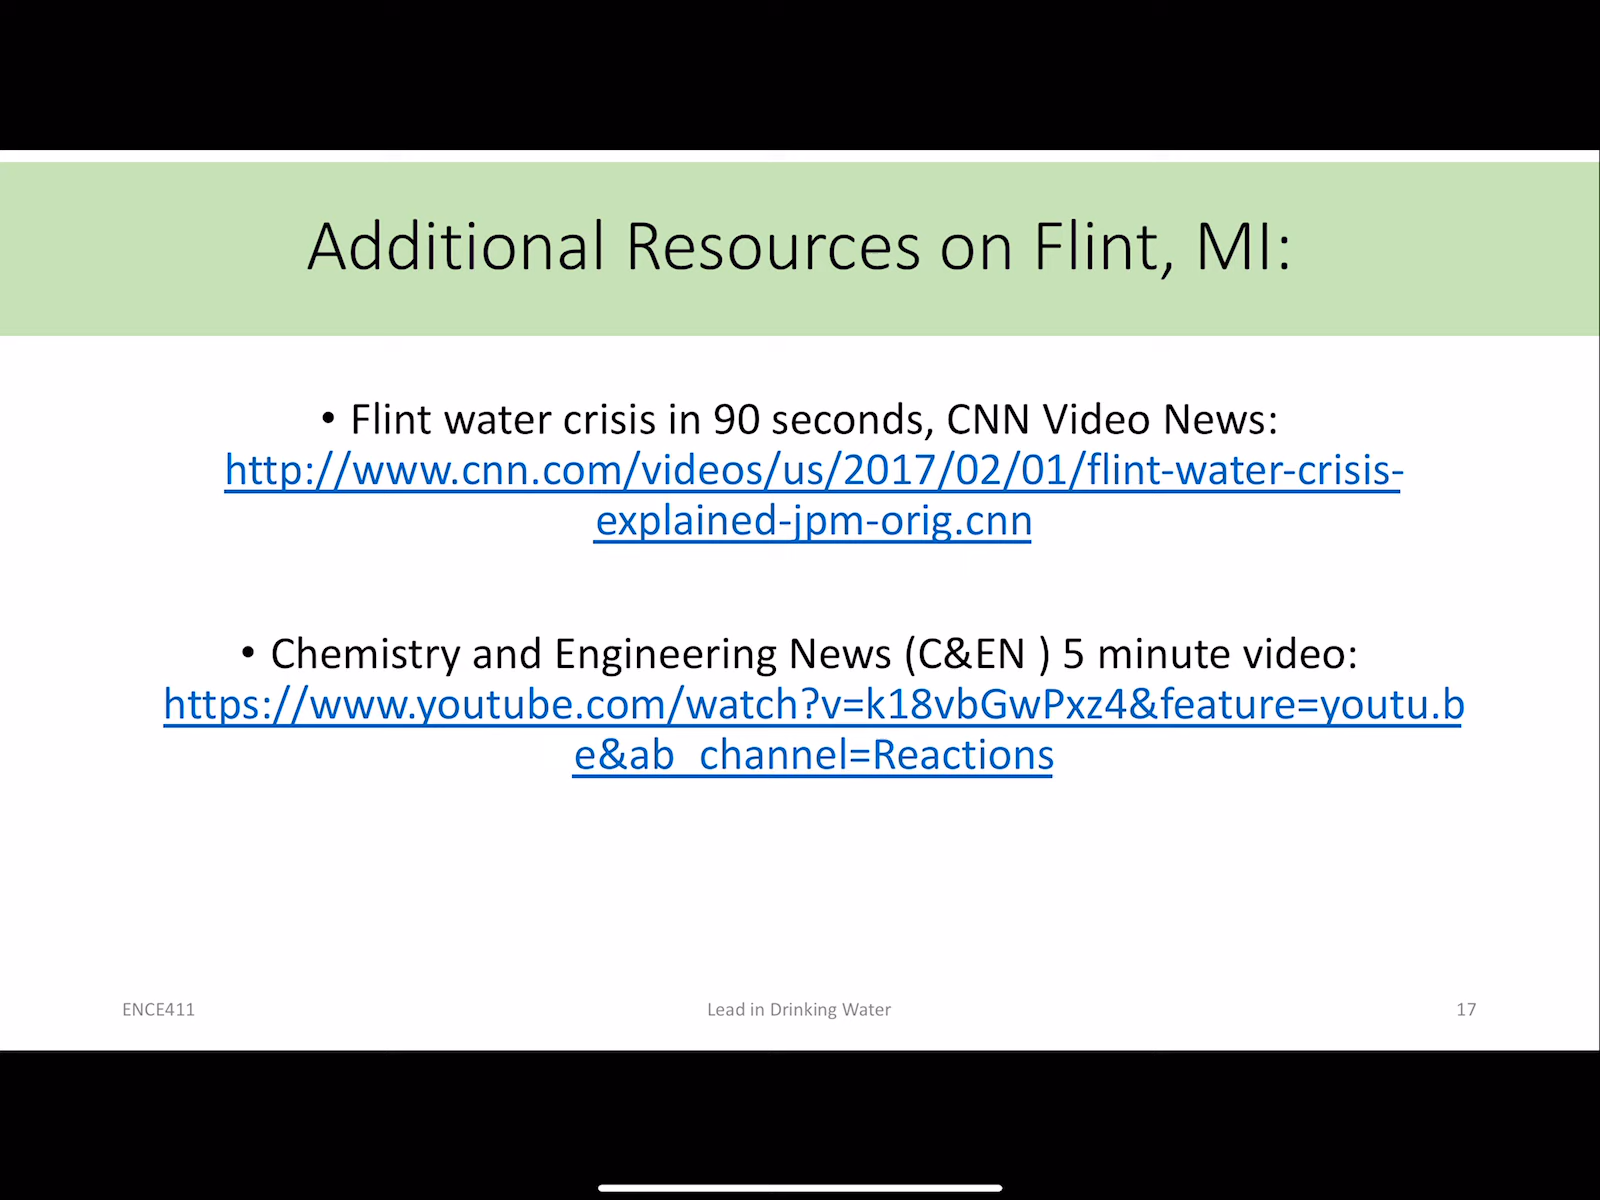 Additional Resources on Flint, MI:
• Flint water crisis in 90 seconds, CNN Video News:
http://www.cnn.com/videos/us/2017/02/01/flint-water-crisis-
explained-jpm-orig.cnn
• Chemistry and Engineering News (C&EN ) 5 minute video:
https://www.youtube.com/watch?v=k18vbGwPxz4&feature=youtu.b
e&ab_channel=Reactions
ENCE411
Lead in Drinking Water
17